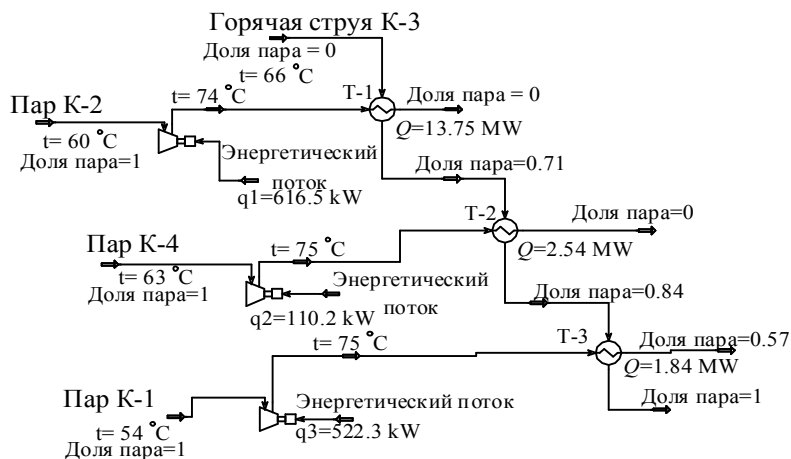 Горячая струя К-3
Доля пара = 0
t= 66 °C
Пар К-2
t= 74 °C
Т-1
Доля пара = 0
t= 60 °C
Доля пара=1
Q=13.75 MW
Энергетический
поток
q1=616.5 kW
Доля пара=0.71
Т-2
Доля пара=0
Q=2.54 MW
Пар К-4
t= 75 °C
t= 63 °C
Доля пара=1
Энергетический
поток
q2=110.2 kW
Доля пара=0.84
t= 75 °C
Т-3
Доля пара=0.57
Q=1.84 MW
Доля пара=1
Пар К-1
t= 54 °C
Доля пара=1
Энергетический поток
q3=522.3 kW